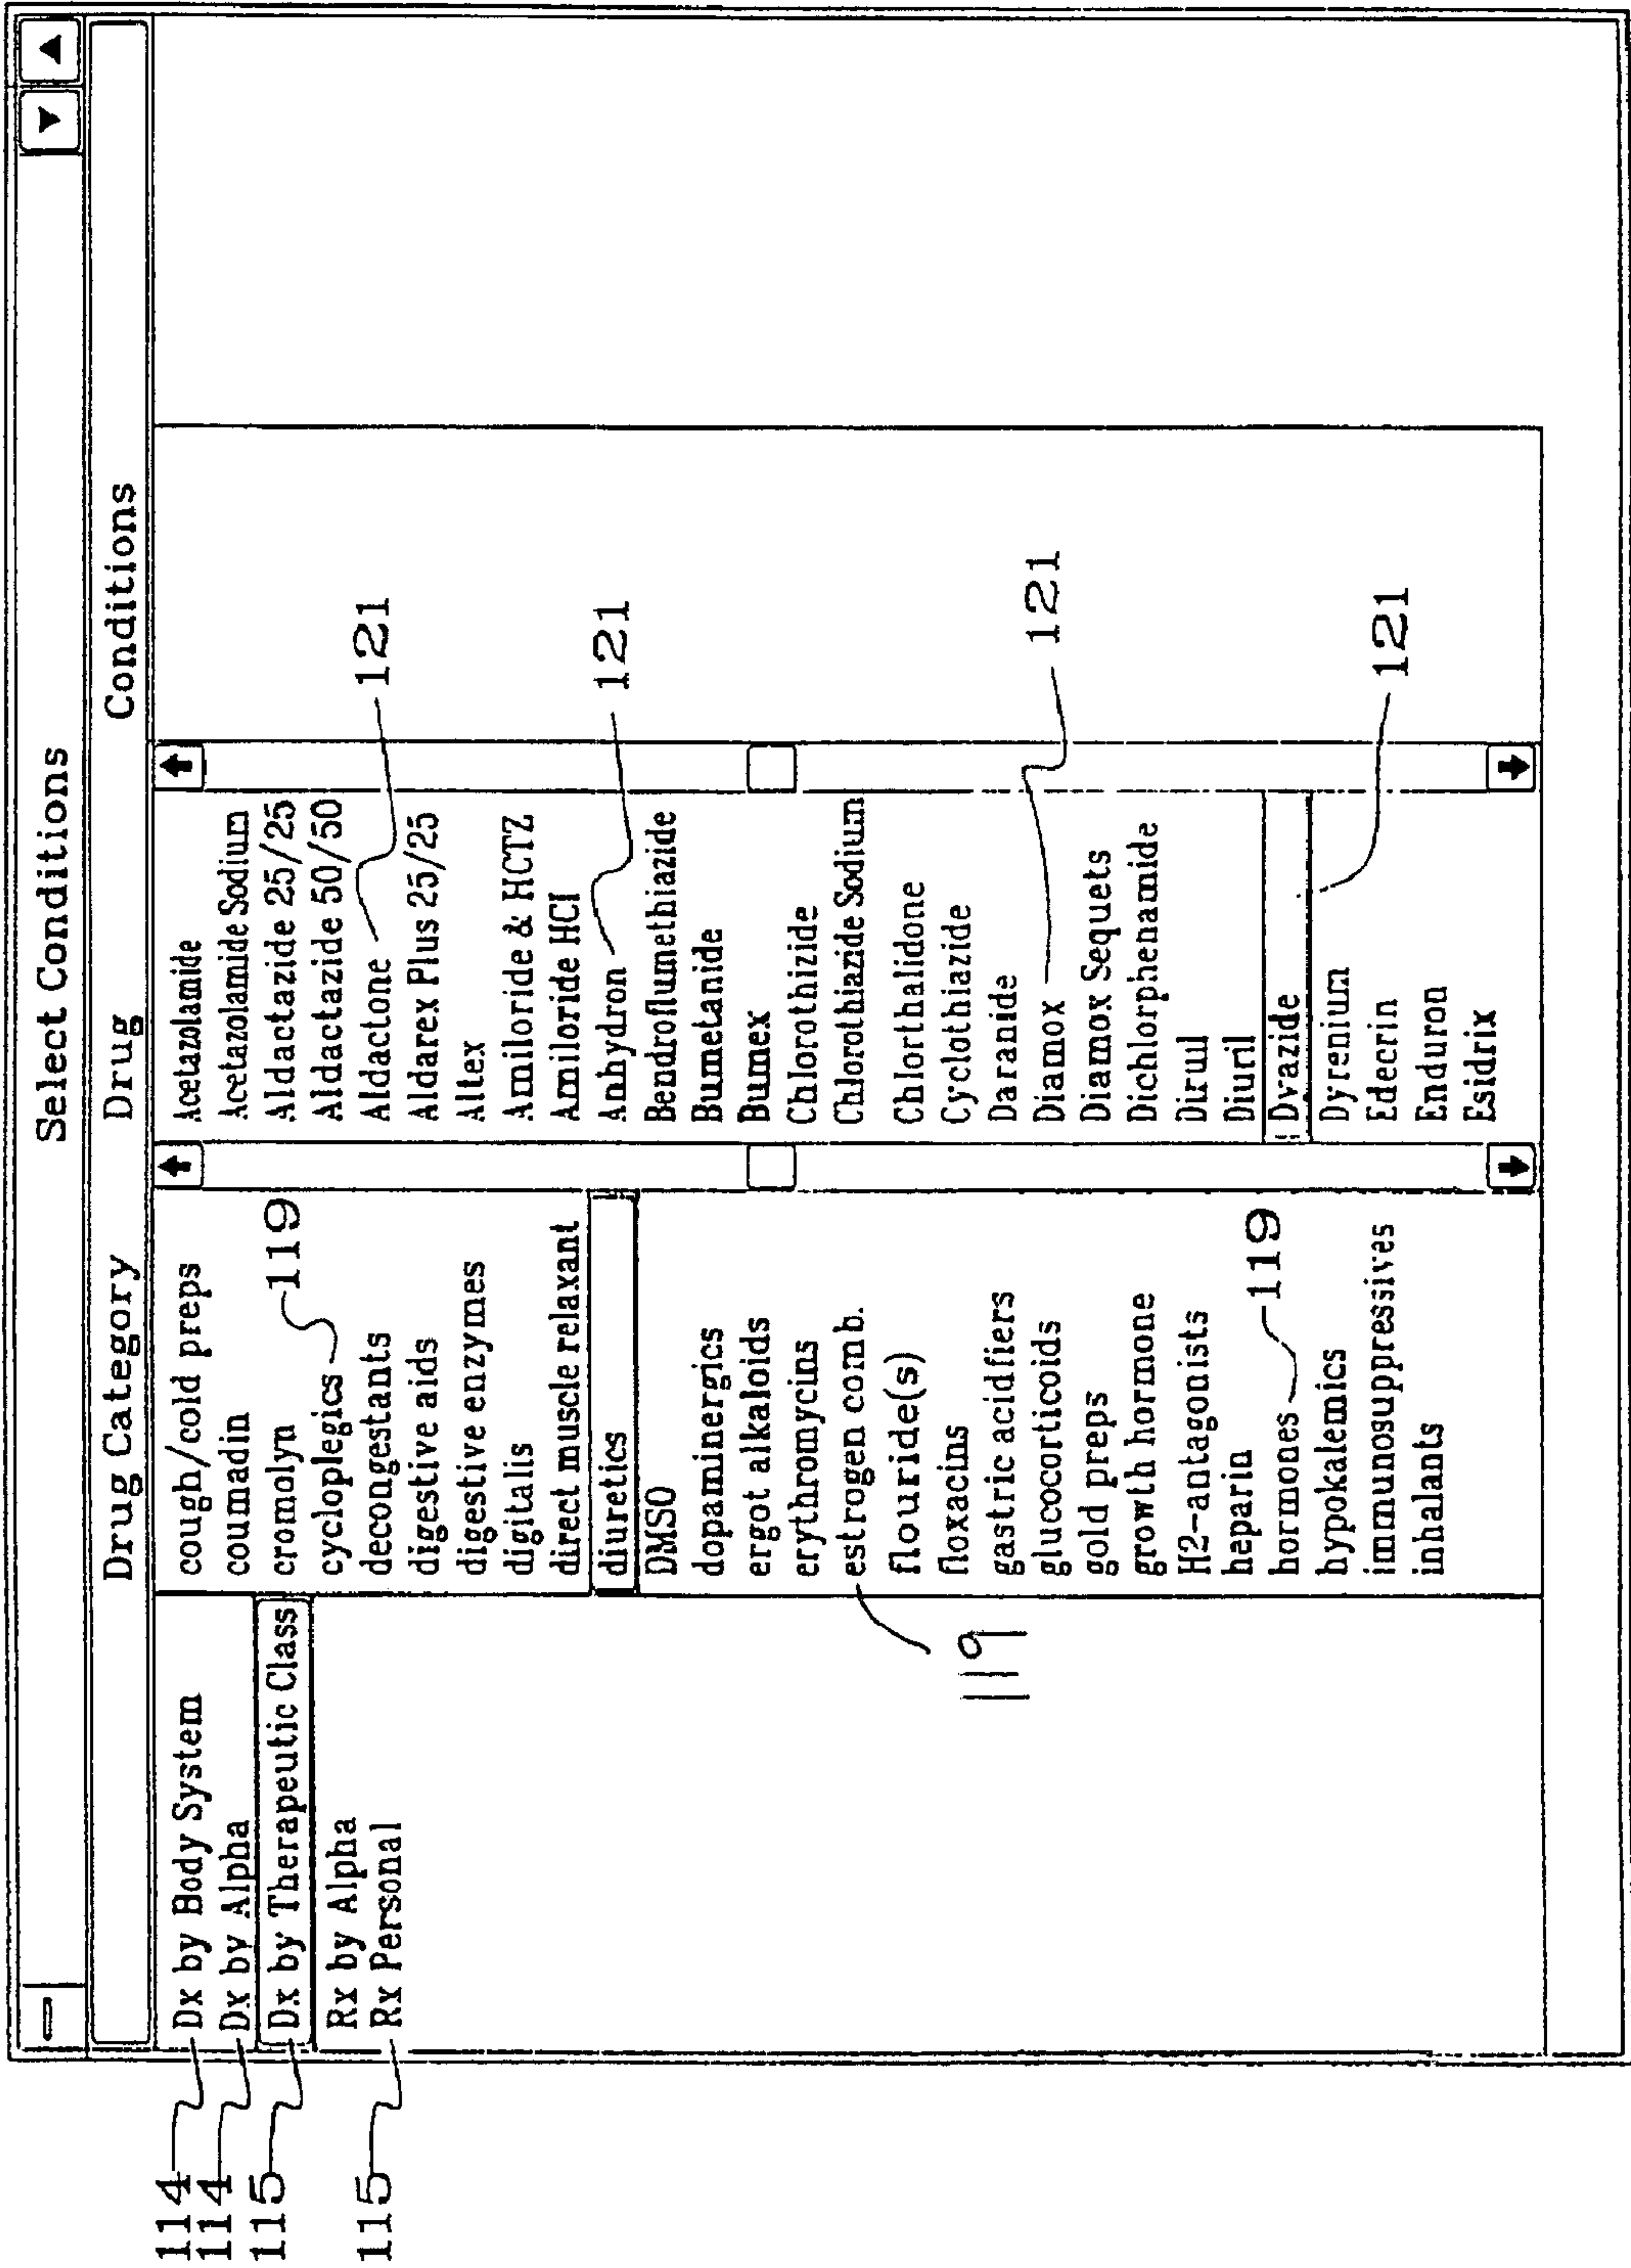 Select Conditions
Drug Category
Drug
Conditions
114
Dx by Body System
114
Dx by Alpha
115
Dx by Therapeutic Class
Rx by Alpha
115
Rx Personal
cough/cold preps
coumadin
cromolyn
cycloplegics
119
decongestants
digestive aids
digestive enzymes
digitalis
direct muscle relaxant
diuretics
DMSO
dopaminergics
ergot alkaloids
erythromycins
estrogen comb.
119
flouride(s)
floxacins
gastric acidfiers
glucocorticoids
gold preps
growth hormone
H2-antagonists
heparin
hormones
119
hypokalemics
immunosuppressives
inhalants
Acetazolamide
Acetazolamide Sodium
Aldactazide 25/25
Aldactazide 50/50
Aldactone
121
Aldarex Plus 25/25
Altex
Amiloride & HCTZ
Amiloride HCI
Anhydron
121
Bendroflumethiazide
Bumetanide
Bumex
Chlorothizide
Chlorothiazide Sodium
Chlorthalidone
Cyclothiazide
Daranide
Diamox
121
Diamox Sequets
Dichlorphenamide
Dirul
Diuril
Dvazide
121
Dyrenium
Edecrin
Enduron
Esidrix